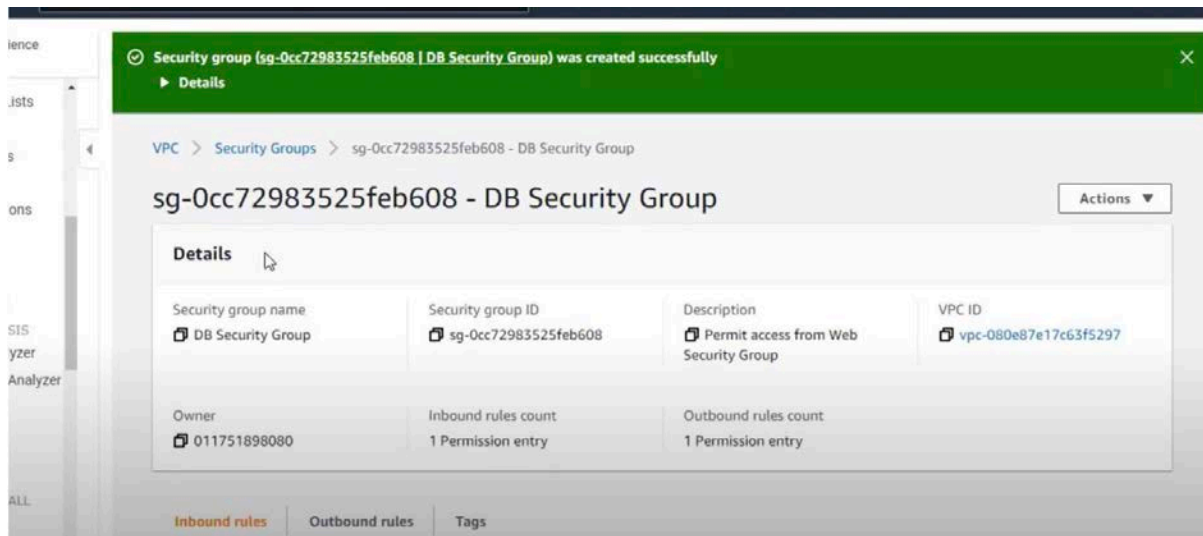 ience
Security group (sg-0cc72983525feb608 | DB Security Group) was created successfully
Details
Lists
s
VPC > Security Groups > sg-0cc72983525feb608 - DB Security Group
ons
sg-0cc72983525feb608 - DB Security Group
Actions
Details
Security group name
Security group ID
Description
VPC ID
DB Security Group
sg-0cc72983525feb608
Permit access from Web
Security Group
vpc-080e87e17c63f5297
SIS
yzer
Analyzer
Owner
Inbound rules count
Outbound rules count
011751898080
1 Permission entry
1 Permission entry
ALL
Inbound rules
Outbound rules
Tags